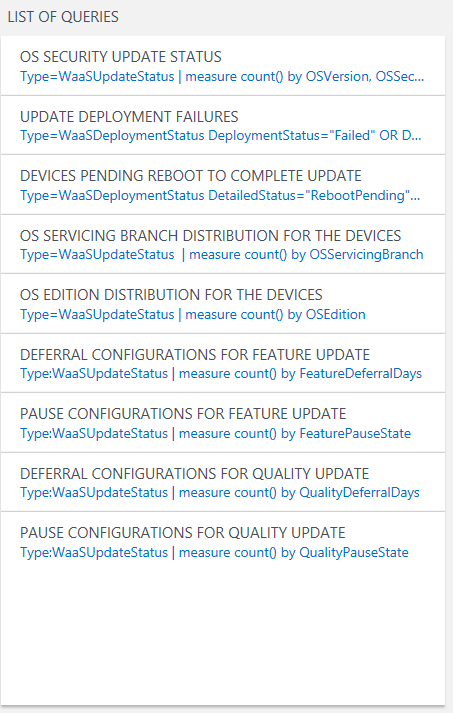 LIST OF QUERIES
OS SECURITY UPDATE STATUS
Type=WaaSUpdateStatus | measure count() by OSVersion, OSSec...
UPDATE DEPLOYMENT FAILURES
Type=WaaSDeploymentStatus DeploymentStatus="Failed" OR D...
DEVICES PENDING REBOOT TO COMPLETE UPDATE
Type=WaaSDeploymentStatus DetailedStatus="RebootPending"...
OS SERVICING BRANCH DISTRIBUTION FOR THE DEVICES
Type=WaaSUpdateStatus | measure count() by OSServicingBranch
OS EDITION DISTRIBUTION FOR THE DEVICES
Type=WaaSUpdateStatus | measure count() by OSEdition
DEFERRAL CONFIGURATIONS FOR FEATURE UPDATE
Type:WaaSUpdateStatus | measure count() by FeatureDeferralDays
PAUSE CONFIGURATIONS FOR FEATURE UPDATE
Type:WaaSUpdateStatus | measure count() by FeaturePauseState
DEFERRAL CONFIGURATIONS FOR QUALITY UPDATE
Type:WaaSUpdateStatus | measure count() by QualityDeferralDays
PAUSE CONFIGURATIONS FOR QUALITY UPDATE
Type:WaaSUpdateStatus | measure count() by QualityPauseState